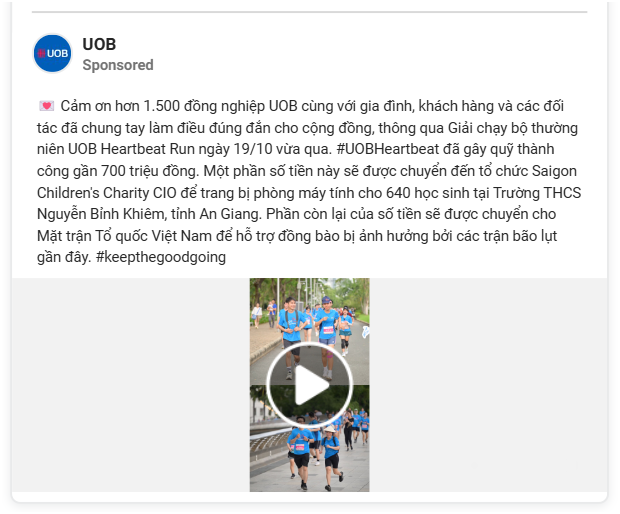 UOB
UOB
Sponsored
💌 Cảm ơn hơn 1.500 đồng nghiệp UOB cùng với gia đình, khách hàng và các đối
tác đã chung tay làm điều đúng đắn cho cộng đồng, thông qua Giải chạy bộ thường
niên UOB Heartbeat Run ngày 19/10 vừa qua. #UOBHeartbeat đã gây quỹ thành
công gần 700 triệu đồng. Một phần số tiền này sẽ được chuyển đến tổ chức Saigon
Children's Charity CIO để trang bị phòng máy tính cho 640 học sinh tại Trường THCS
Nguyễn Bỉnh Khiêm, tỉnh An Giang. Phần còn lại của số tiền sẽ được chuyển cho
Mặt trận Tổ quốc Việt Nam để hỗ trợ đồng bào bị ảnh hưởng bởi các trận bão lụt
gần đây. #keepthegoodgoing